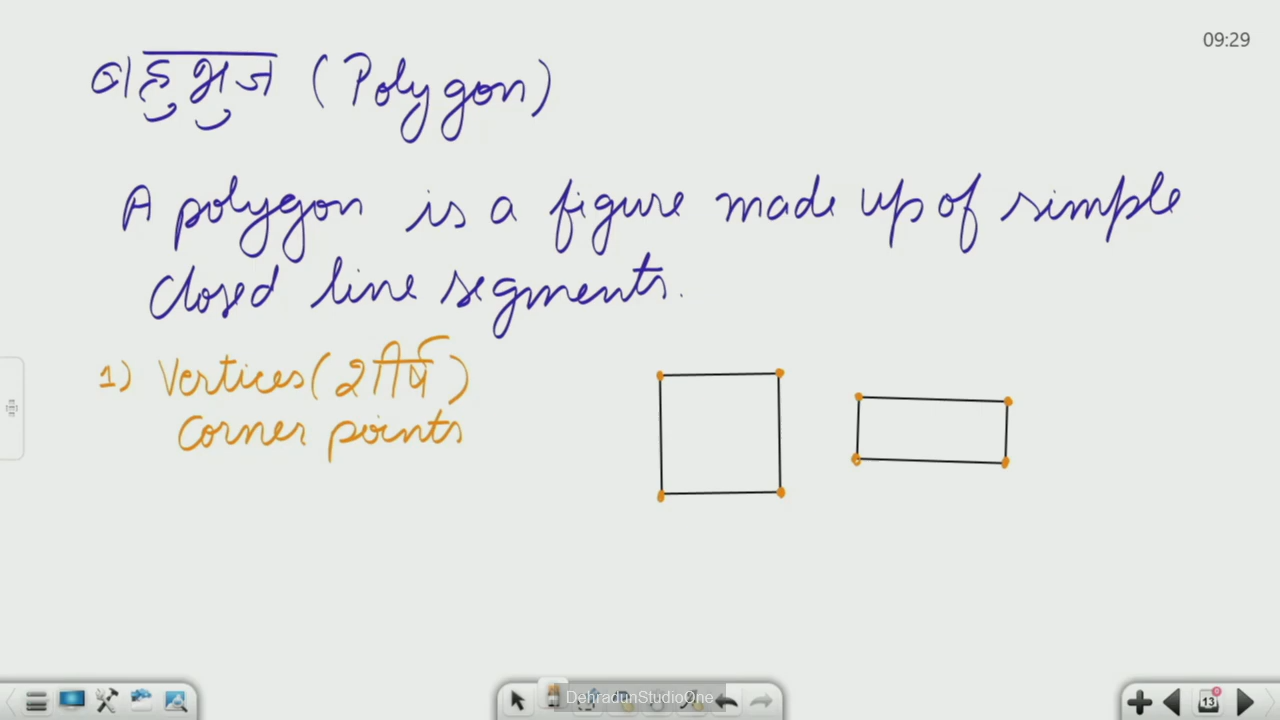 09:29
बहुभुज (Polygon)
A polygon is a figure made up of simple
closed line segments.
1) Vertices (शीर्ष)
Corner points
DehradunStudioOne
13